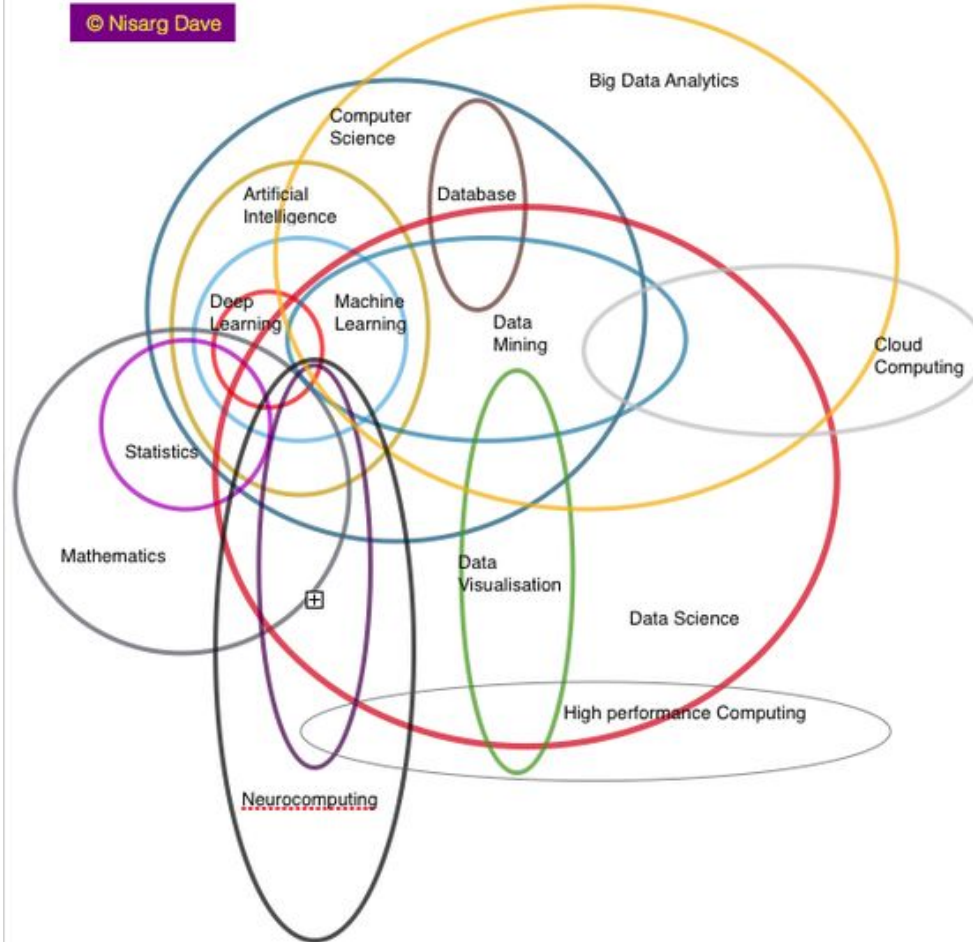 © Nisarg Dave
Big Data Analytics
Computer
Science
Artificial
Intelligence
Database
Deep
Learning
Machine
Learning
Data
Mining
Cloud
Computing
Statistics
Mathematics
Data
Visualisation
Data Science
High performance Computing
Neurocomputing